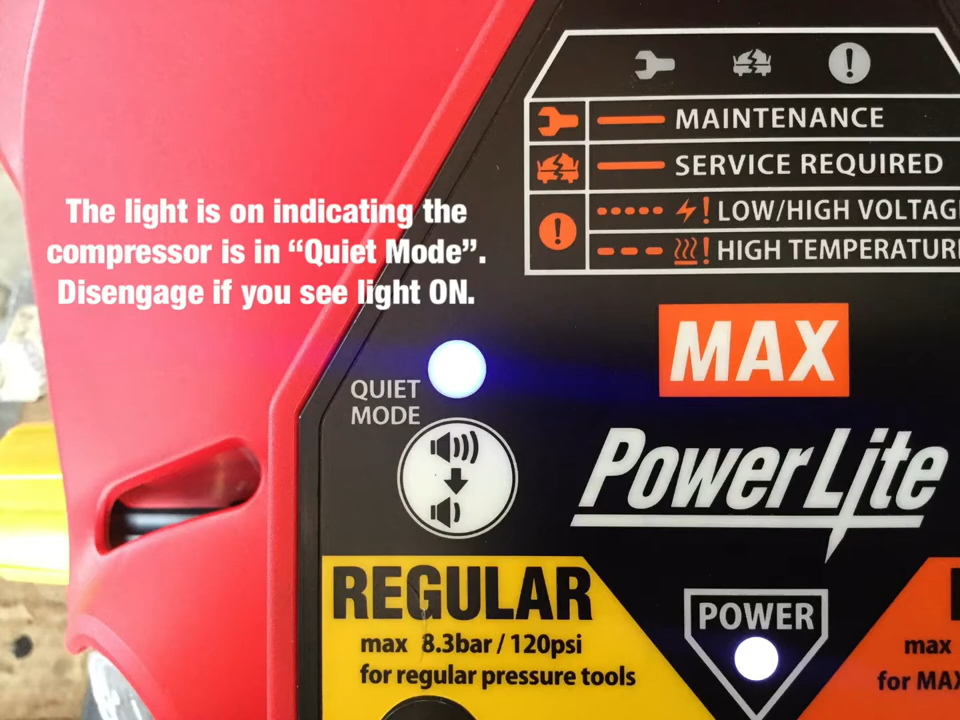 MAINTENANCE
SERVICE REQUIRED
! LOW/HIGH VOLTAG
! HIGH TEMPERATUR
The light is on indicating the
compressor is in “Quiet Mode”.
Disengage if you see light ON.
MAX
QUIET
MODE
PowerLite
REGULAR
max 8.3bar / 120psi
for regular pressure tools
POWER
max
for MAX